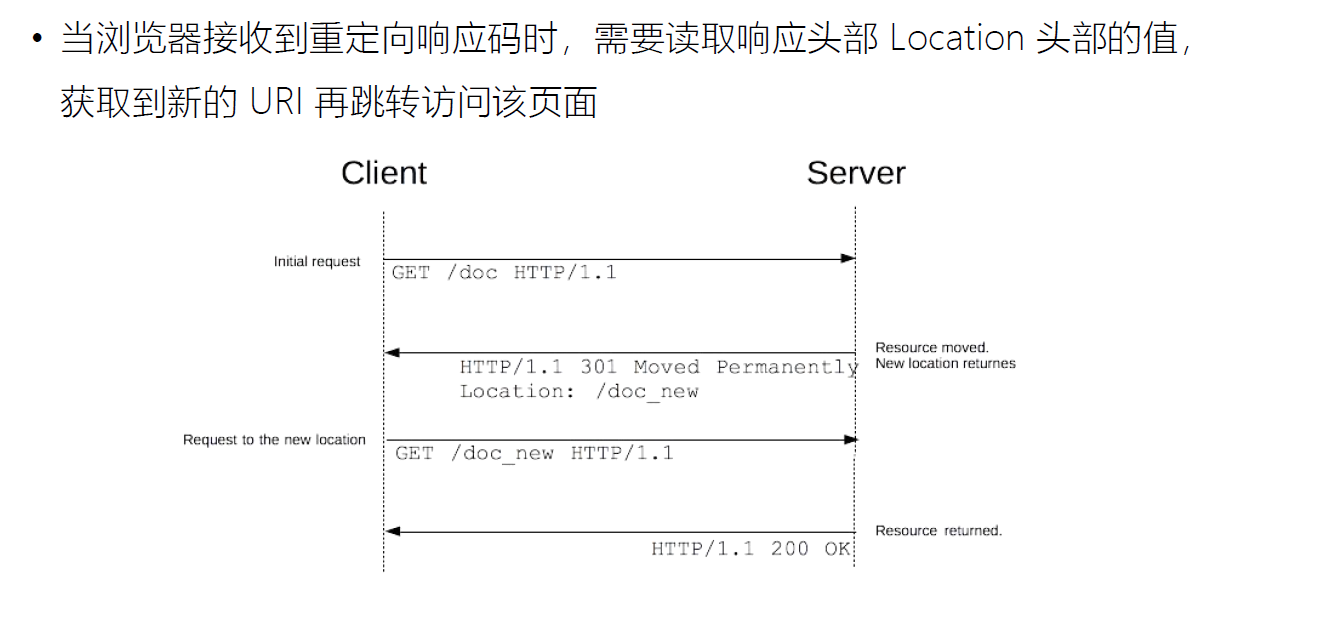 • 当浏览器接收到重定向响应码时，需要读取响应头部 Location 头部的值，
获取到新的 URI 再跳转访问该页面
Client
Server
Initial request
GET /doc HTTP/1.1
Resource moved.
New location returnes
HTTP/1.1 301 Moved Permanently
Location: /doc_new
Request to the new location
GET /doc_new HTTP/1.1
Resource returned.
HTTP/1.1 200 OK